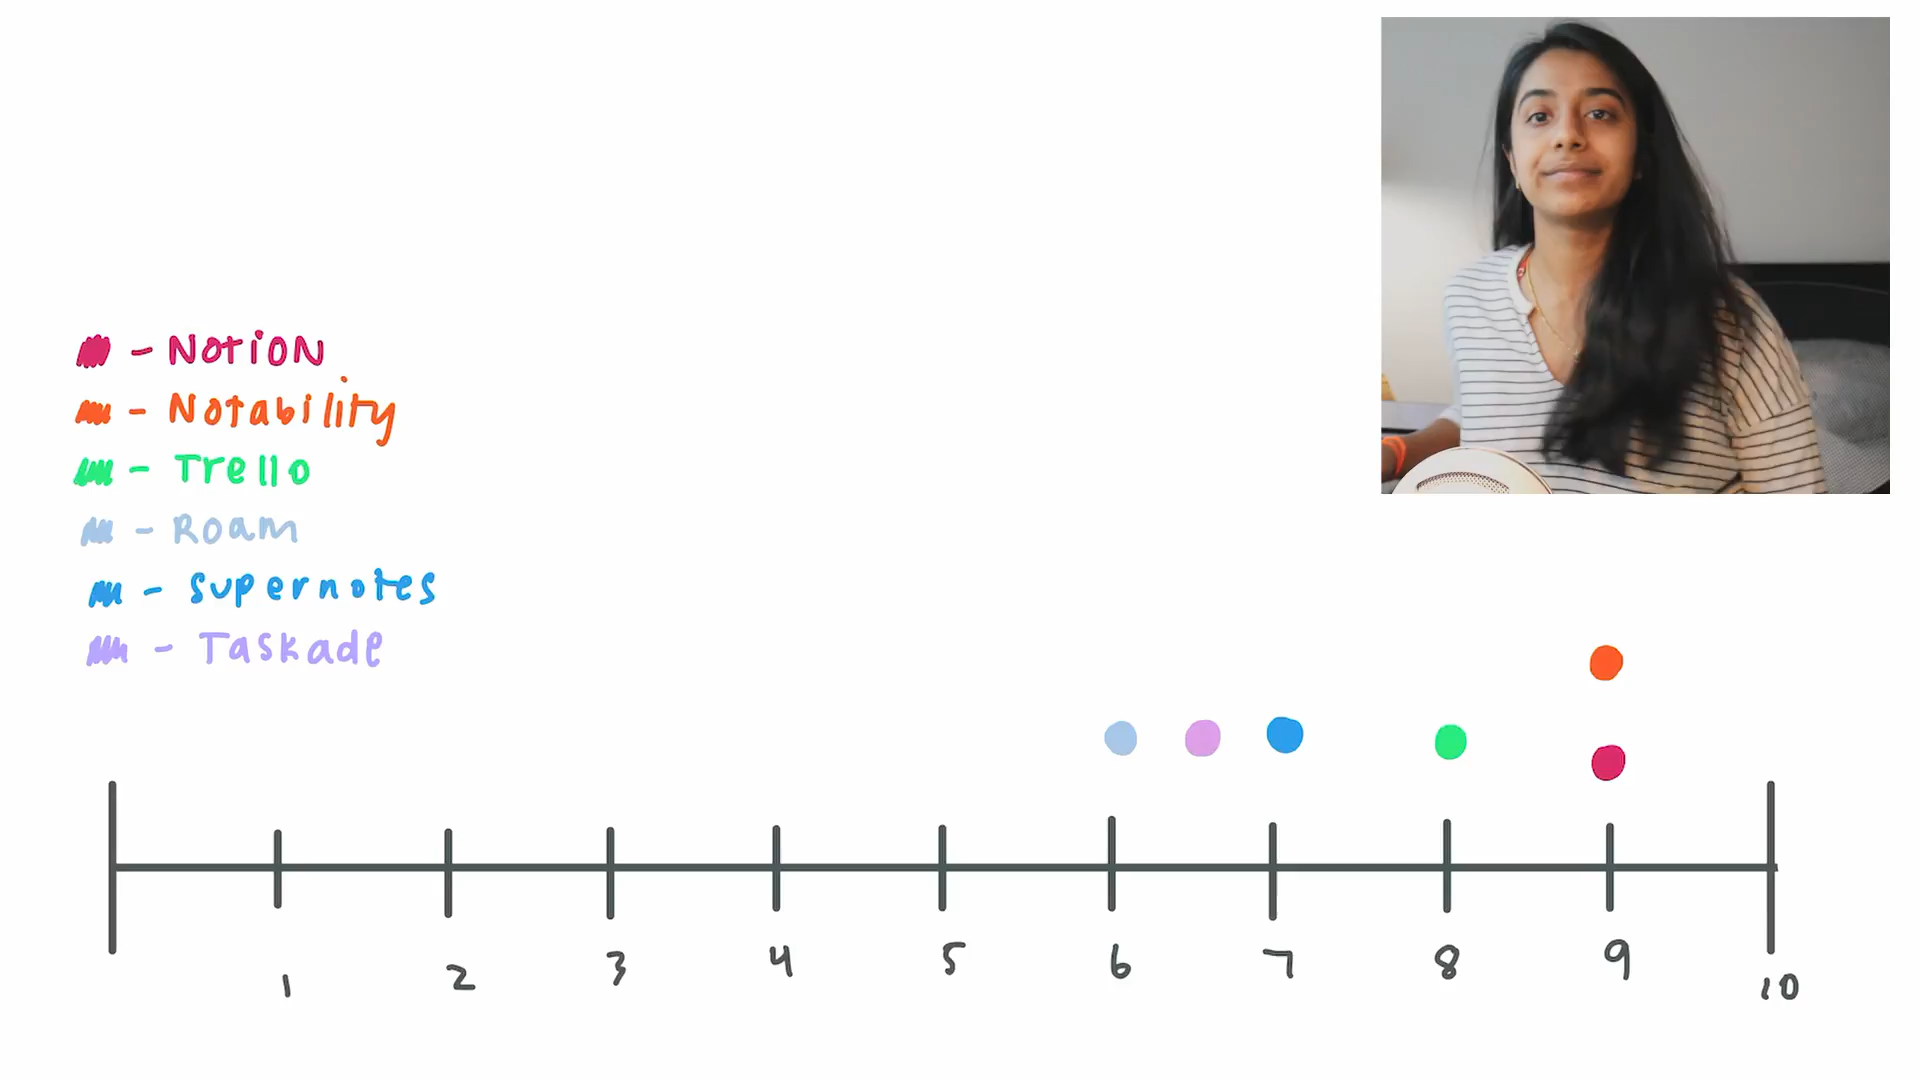 - Notion
- Notability
- Trello
- Roam
- Supernotes
- Taskade
1 2 3 4 5 6 7 8 9 10